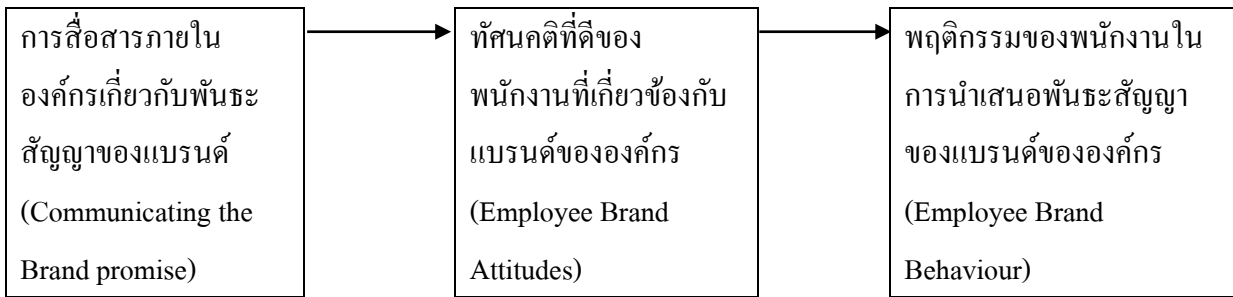 การสื่อสารภายใน
องค์กรเกี่ยวกับพันธะ
สัญญาของแบรนด์
(Communicating the
Brand promise)
ทัศนคติที่ดีของ
พนักงานที่เกี่ยวข้องกับ
แบรนด์ขององค์กร
(Employee Brand
Attitudes)
พฤติกรรมของพนักงานใน
การนำเสนอพันธะสัญญา
ของแบรนด์ขององค์กร
(Employee Brand
Behaviour)